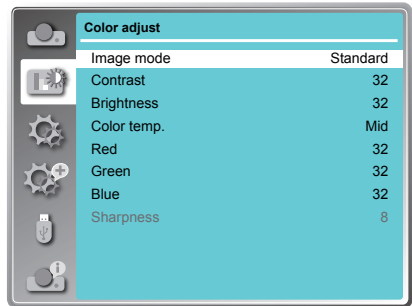 Color adjust
Image mode Standard
Contrast 32
Brightness 32
Color temp. Mid
Red 32
Green 32
Blue 32
Sharpness 8